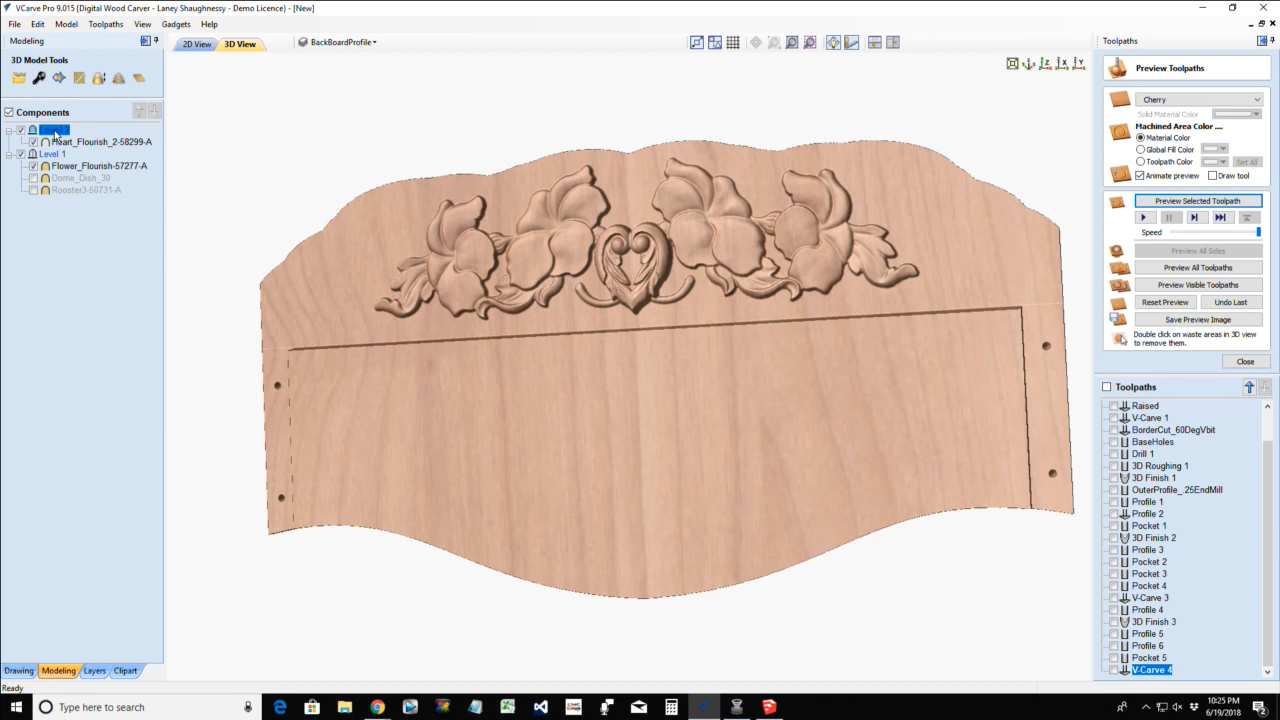 VCarve Pro 9.015 {Digital Wood Carver - Laney Shaughnessy - Demo Licence} - [New]
File Edit Model Toolpaths View Gadgets Help
Modeling
3D Model Tools
Components
Heart_Flourish_2-58299-A
Level 1
Flower_Flourish-57277-A
Dome_Dish_30
Rooster3-50731-A
Drawing Modeling Layers Clipart
Ready
2D View 3D View BackBoardProfile
Toolpaths
Preview Toolpaths
Cherry
Solid Material Color
Machined Area Color ....
Material Color
Global Fill Color
Toolpath Color Set All
Animate preview Draw tool
Preview Selected Toolpath
Speed
Preview All Sides
Preview All Toolpaths
Preview Visible Toolpaths
Reset Preview Undo Last
Save Preview Image
Double click on waste areas in 3D view
to remove them.
Close
Toolpaths
Raised
V-Carve 1
BorderCut_60DegVbit
BaseHoles
Drill 1
3D Roughing 1
3D Finish 1
OuterProfile_.25EndMill
Profile 1
Profile 2
Pocket 1
3D Finish 2
Profile 3
Pocket 2
Pocket 3
Pocket 4
V-Carve 3
Profile 4
3D Finish 3
Profile 5
Profile 6
Pocket 5
V-Carve 4
Type here to search
10:25 PM
6/19/2018